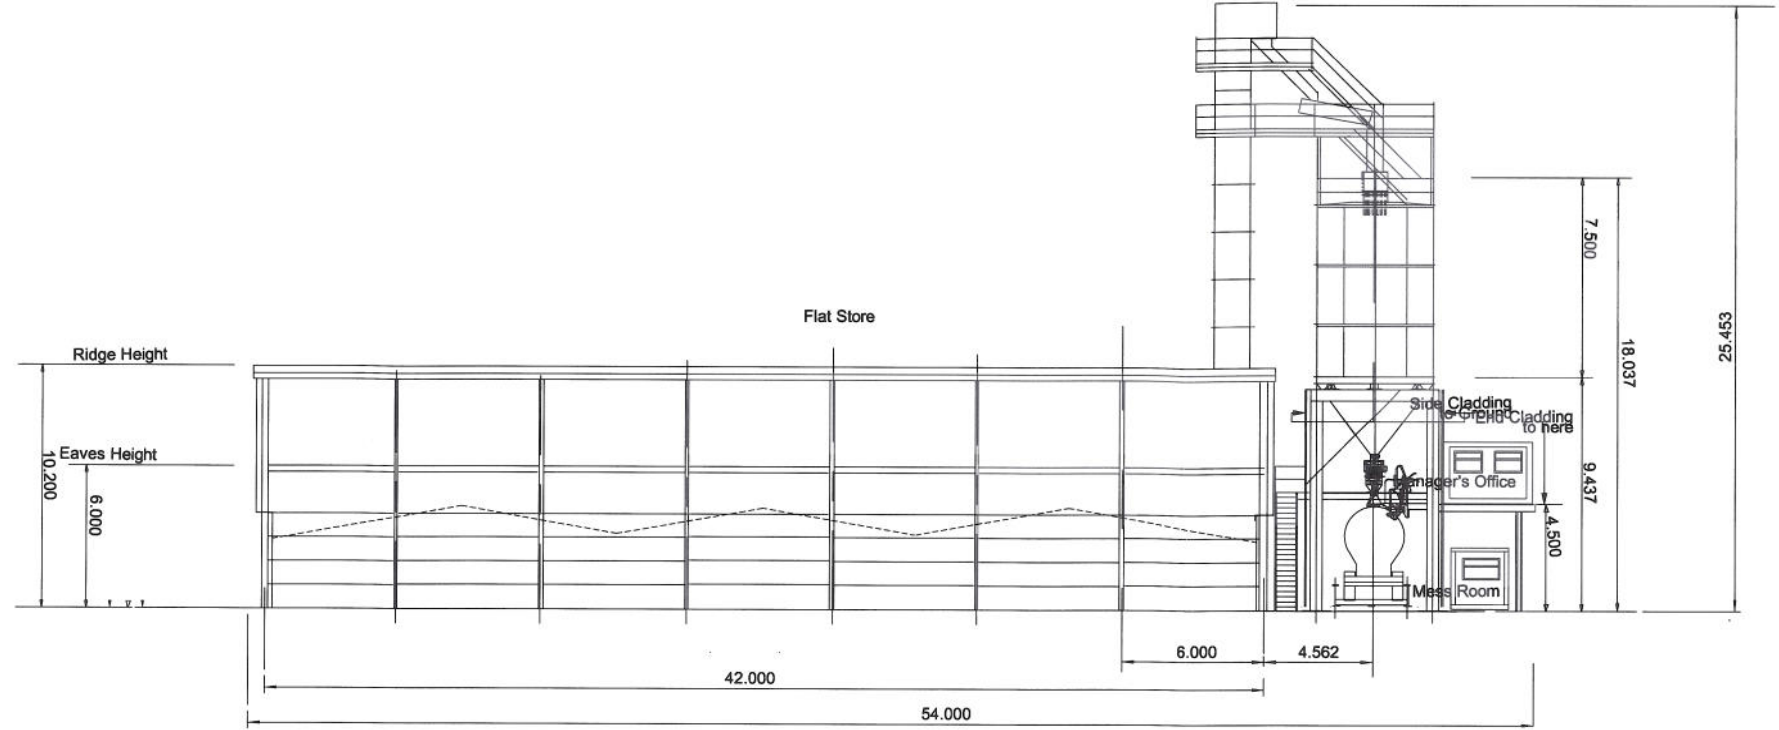 Flat Store
Ridge Height
Eaves Height
10.200
6.000
7.500
18.037
25.453
Side Cladding
to Ground
End Cladding
to here
Manager's Office
9.437
4.500
Mess Room
6.000
4.562
42.000
54.000